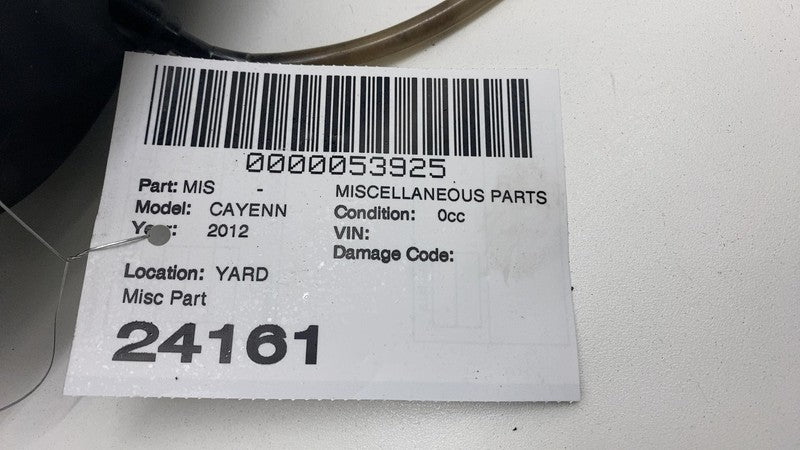 0000053925
Part: MIS - MISCELLANEOUS PARTS
Model: CAYENN Condition: 0cc
2012 VIN:
Damage Code:
Location: YARD
Misc Part
24161